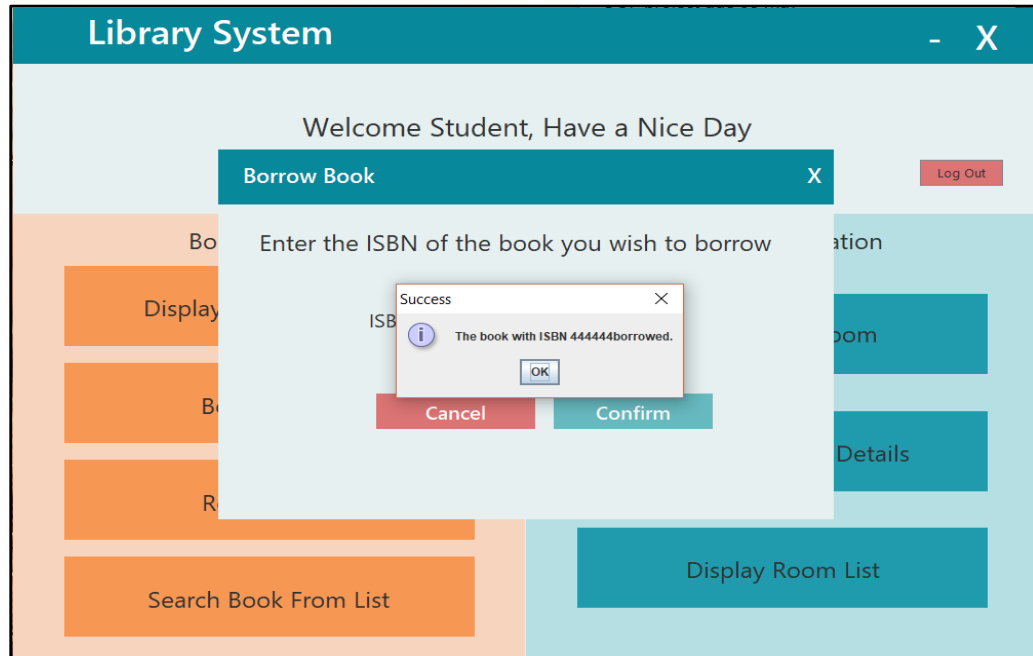 Library System
- X
Welcome Student, Have a Nice Day
Borrow Book
X
Log Out
Bo
Enter the ISBN of the book you wish to borrow
ation
Display
ISB
Success
The book with ISBN 444444borrowed.
OK
oom
B
Cancel
Confirm
Details
R
Display Room List
Search Book From List